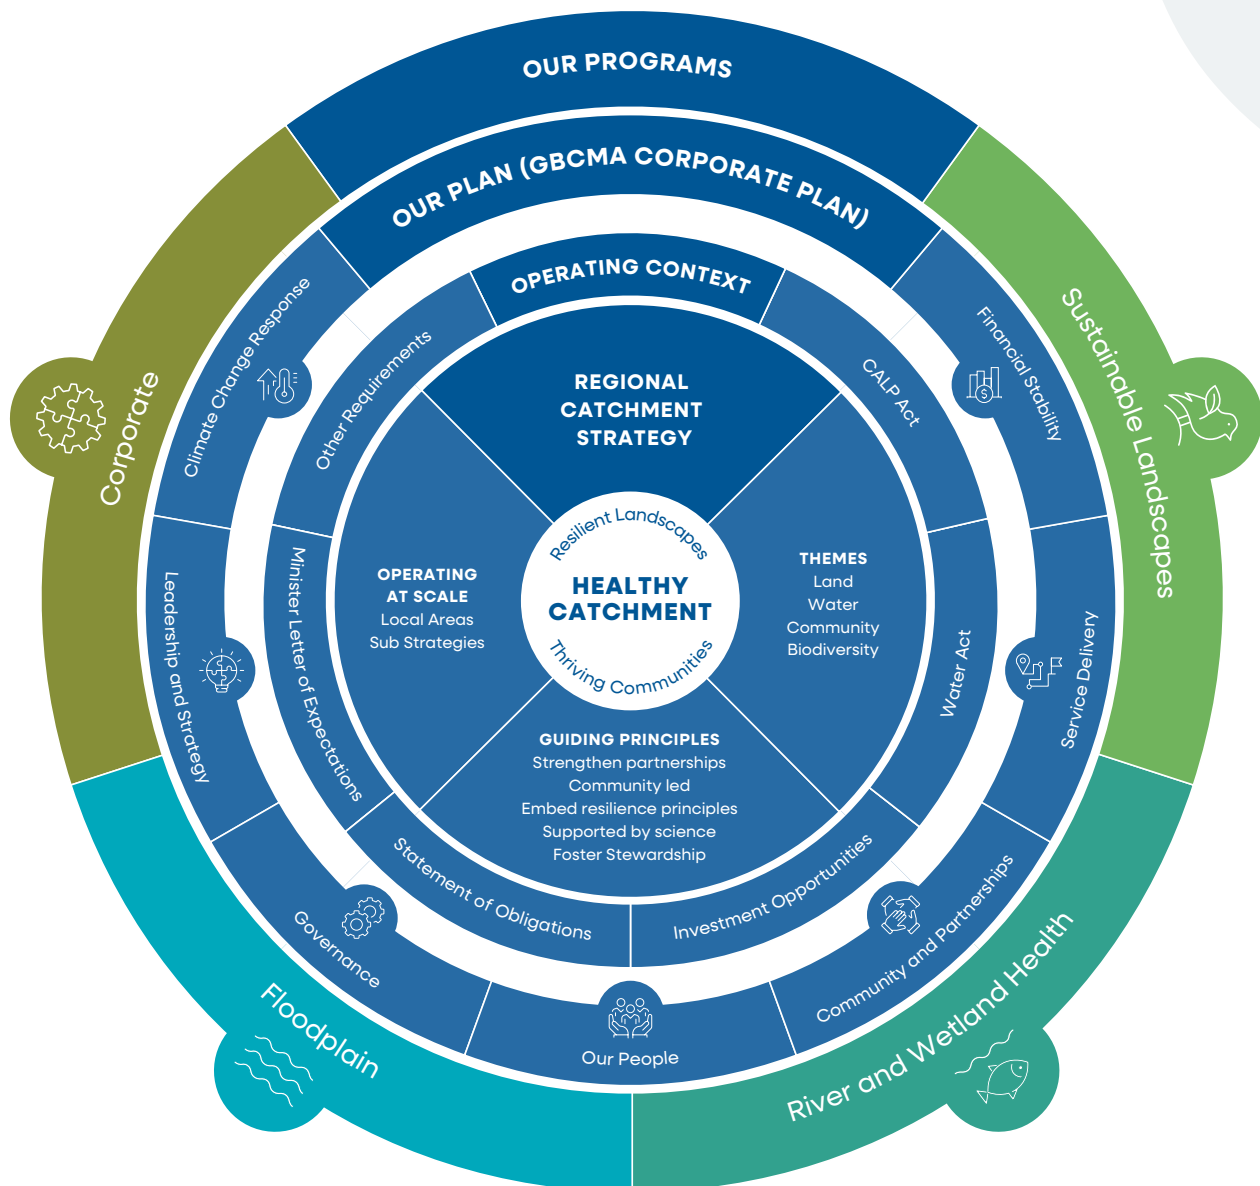 OUR PROGRAMS
Sustainable Landscapes
River and Wetland Health
Floodplain
Corporate
OUR PLAN (GBCMA CORPORATE PLAN)
Financial Stability
Service Delivery
Community and Partnerships
Our People
Governance
Leadership and Strategy
Climate Change Response
OPERATING CONTEXT
CALP Act
Water Act
Investment Opportunities
Statement of Obligations
Minister Letter of Expectations
Other Requirements
REGIONAL
CATCHMENT
STRATEGY
THEMES
Land
Water
Community
Biodiversity
GUIDING PRINCIPLES
Strengthen partnerships
Community led
Embed resilience principles
Supported by science
Foster Stewardship
OPERATING
AT SCALE
Local Areas
Sub Strategies
Resilient Landscapes
HEALTHY
CATCHMENT
Thriving Communities